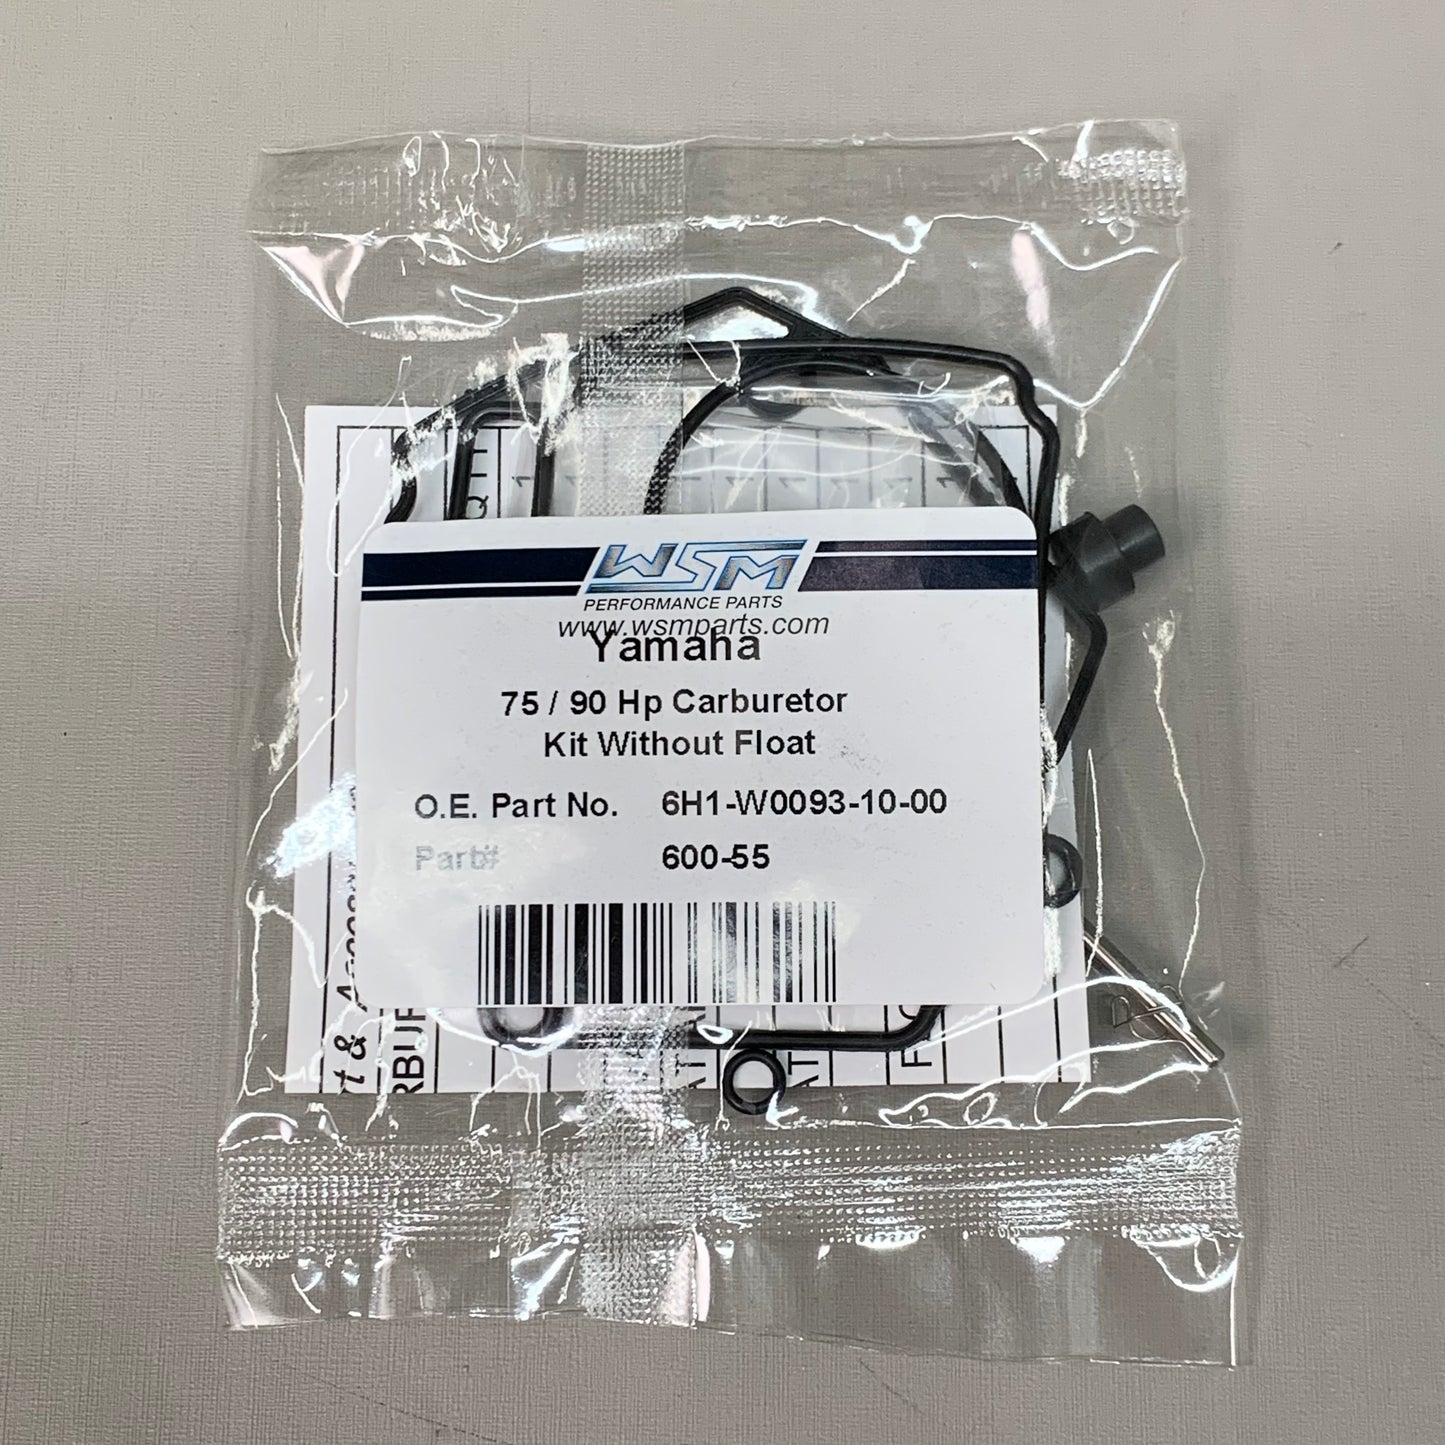 WSM
PERFORMANCE PARTS
www.wsmparts.com
Yamaha
75 / 90 Hp Carburetor
Kit Without Float
O.E. Part No. 6H1-W0093-10-00
Part# 600-55
QTY